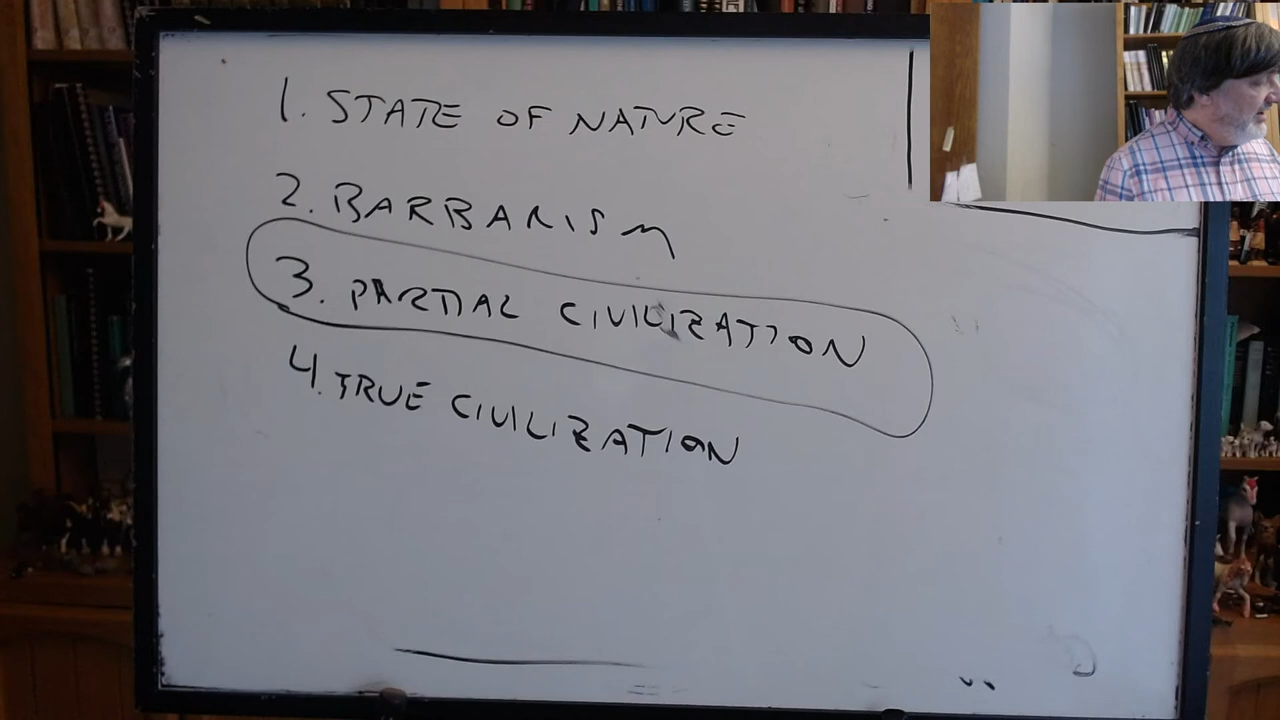 1. STATE OF NATURE
2. BARBARISM
3. PARTIAL CIVILIZATION
4. TRUE CIVILIZATION